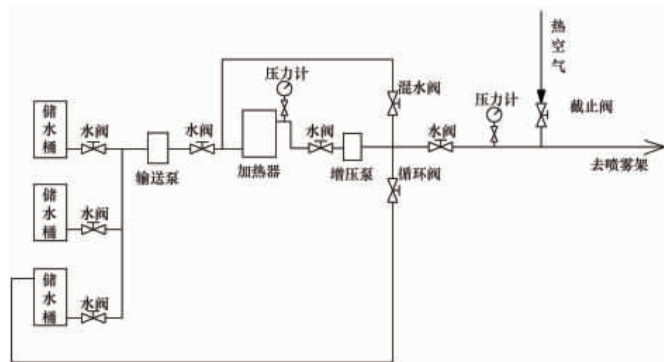 热空气
压力计
混水阀
压力计
截止阀
储水桶
水阀
水阀
水阀
水阀
输送泵
加热器
增压泵
循环阀
去喷雾架
储水桶
水阀
储水桶
水阀